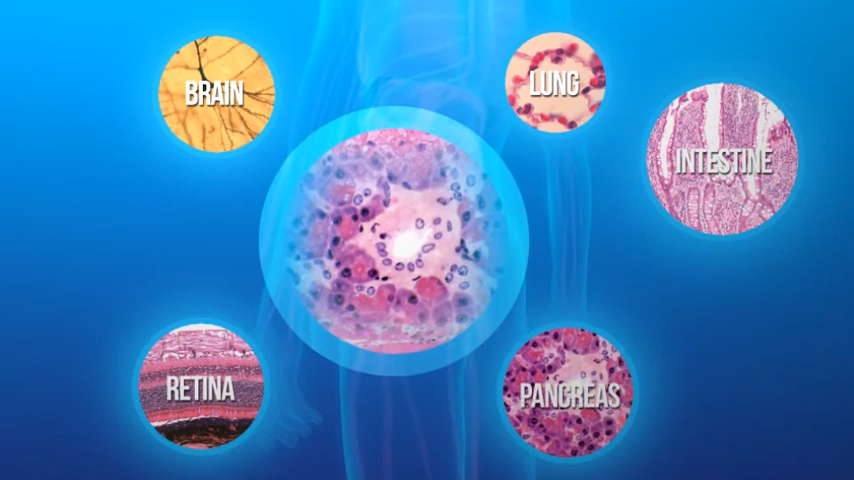 BRAIN
LUNG
INTESTINE
RETINA
PANCREAS